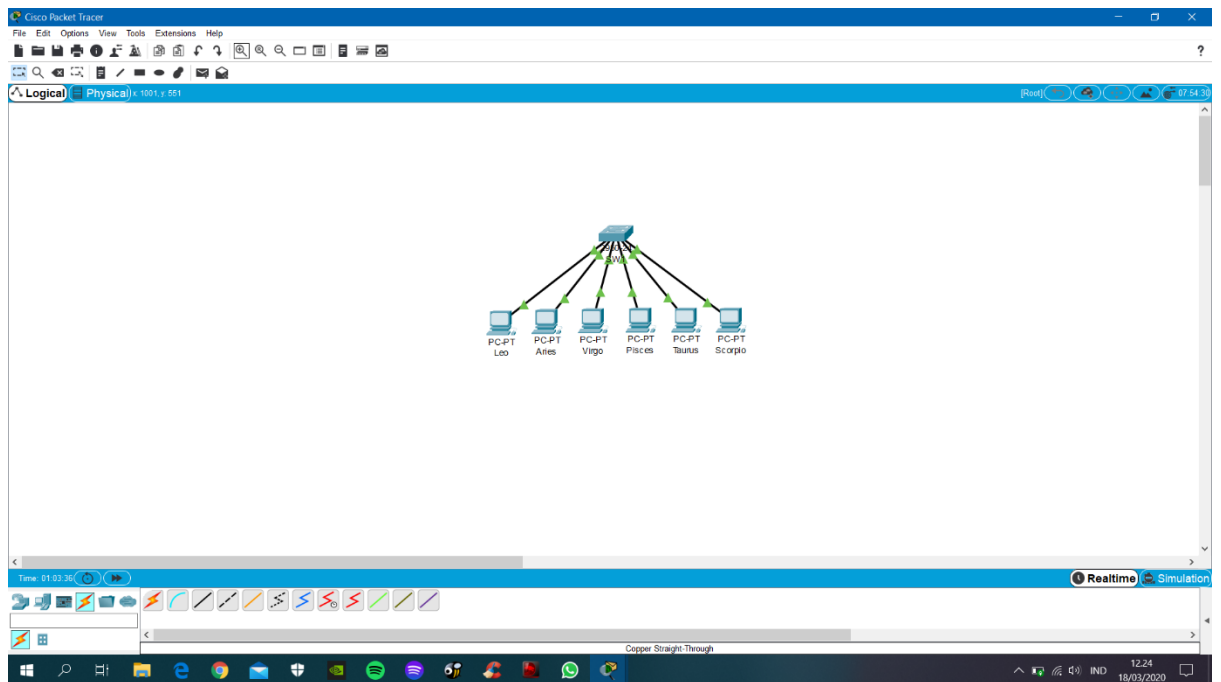 Cisco Packet Tracer
File Edit Options View Tools Extensions Help
?
Logical Physical x: 1001, y: 551 [Root] 07:54:30
SW
PC-PT PC-PT PC-PT PC-PT PC-PT PC-PT
Leo Aries Virgo Pisces Taurus Scorpio
Time: 01:03:36 Realtime Simulation
Copper Straight-Through
IND 12.24
18/03/2020